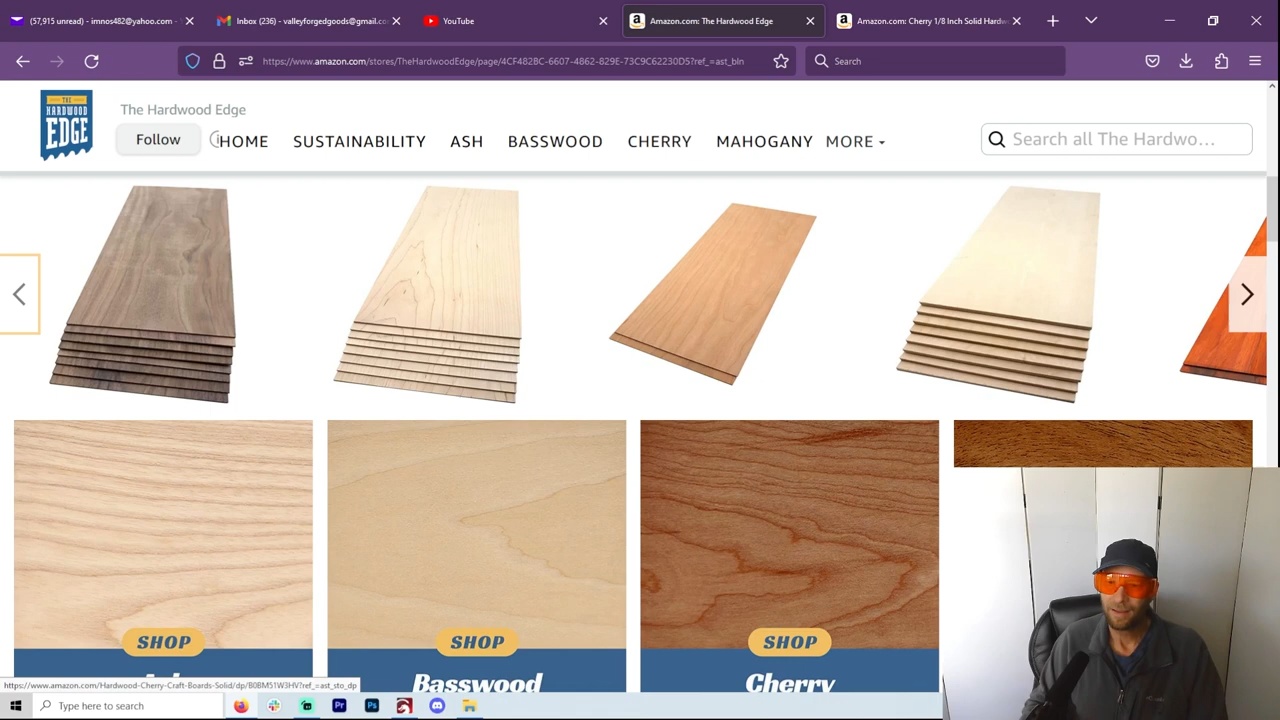 (57,915 unread) - imnos482@yahoo.com -
Inbox (236) - valleyforgedgoods@gmail.co
YouTube
Amazon.com: The Hardwood Edge
Amazon.com: Cherry 1/8 Inch Solid Hardw
https://www.amazon.com/stores/TheHardwoodEdge/page/4CF482BC-6607-4862-829E-73C9C62230D5?ref_=ast_bln
Search
THE HARDWOOD EDGE
The Hardwood Edge
Follow
HOME SUSTAINABILITY ASH BASSWOOD CHERRY MAHOGANY MORE
Search all The Hardwo...
SHOP SHOP SHOP
Basswood Cherry
https://www.amazon.com/Hardwood-Cherry-Craft-Boards-Solid/dp/B0BM51W3HV?ref_=ast_sto_dp
Type here to search
Pr
Ps